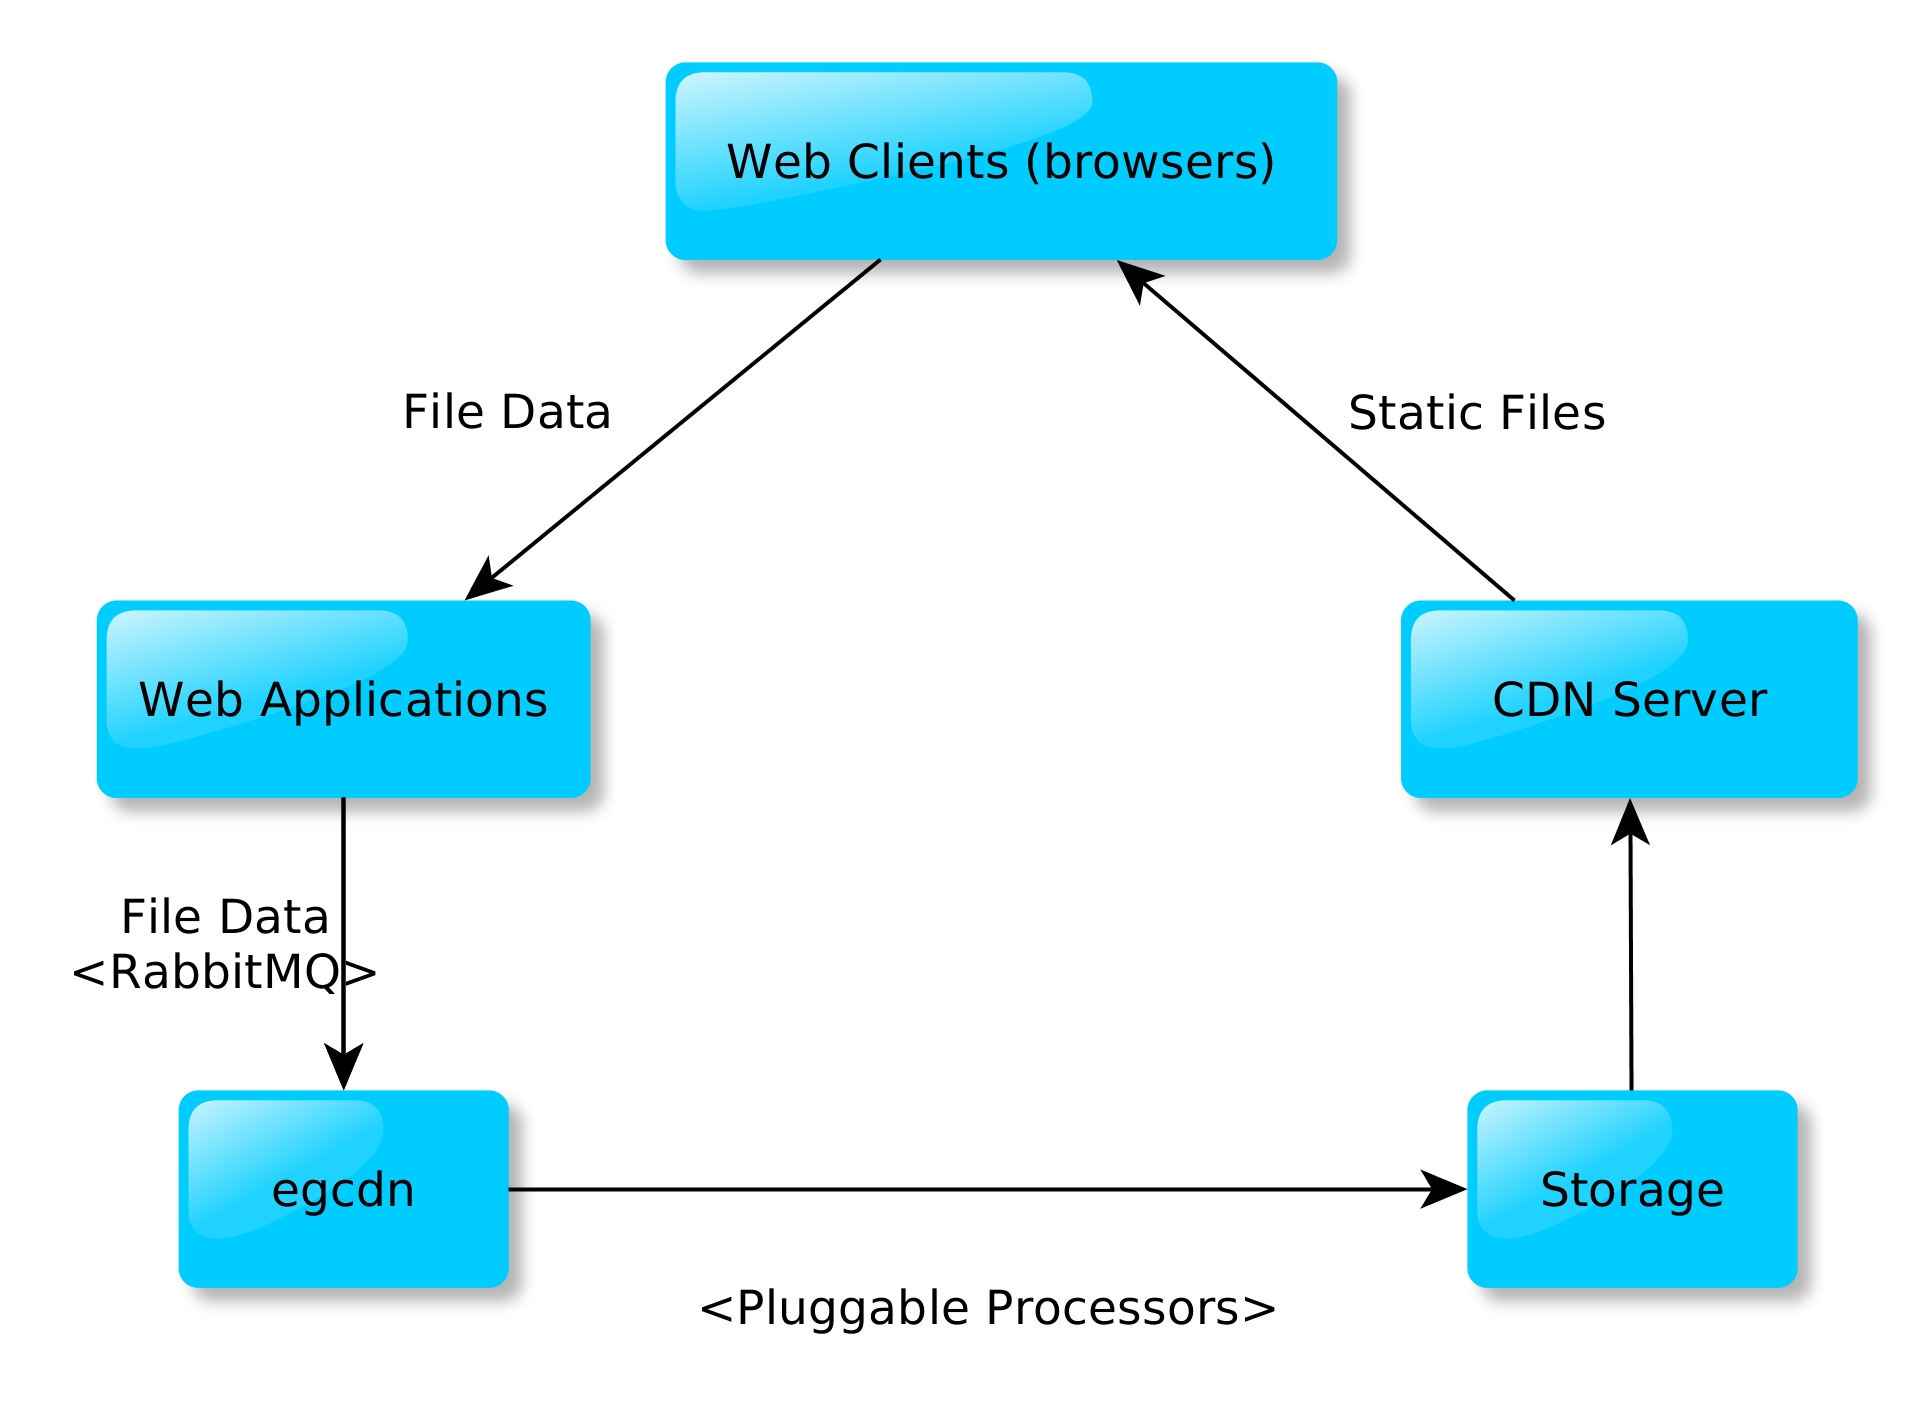 Web Clients (browsers)
File Data
Static Files
Web Applications
CDN Server
File Data
<RabbitMQ>
egcdn
Storage
<Pluggable Processors>